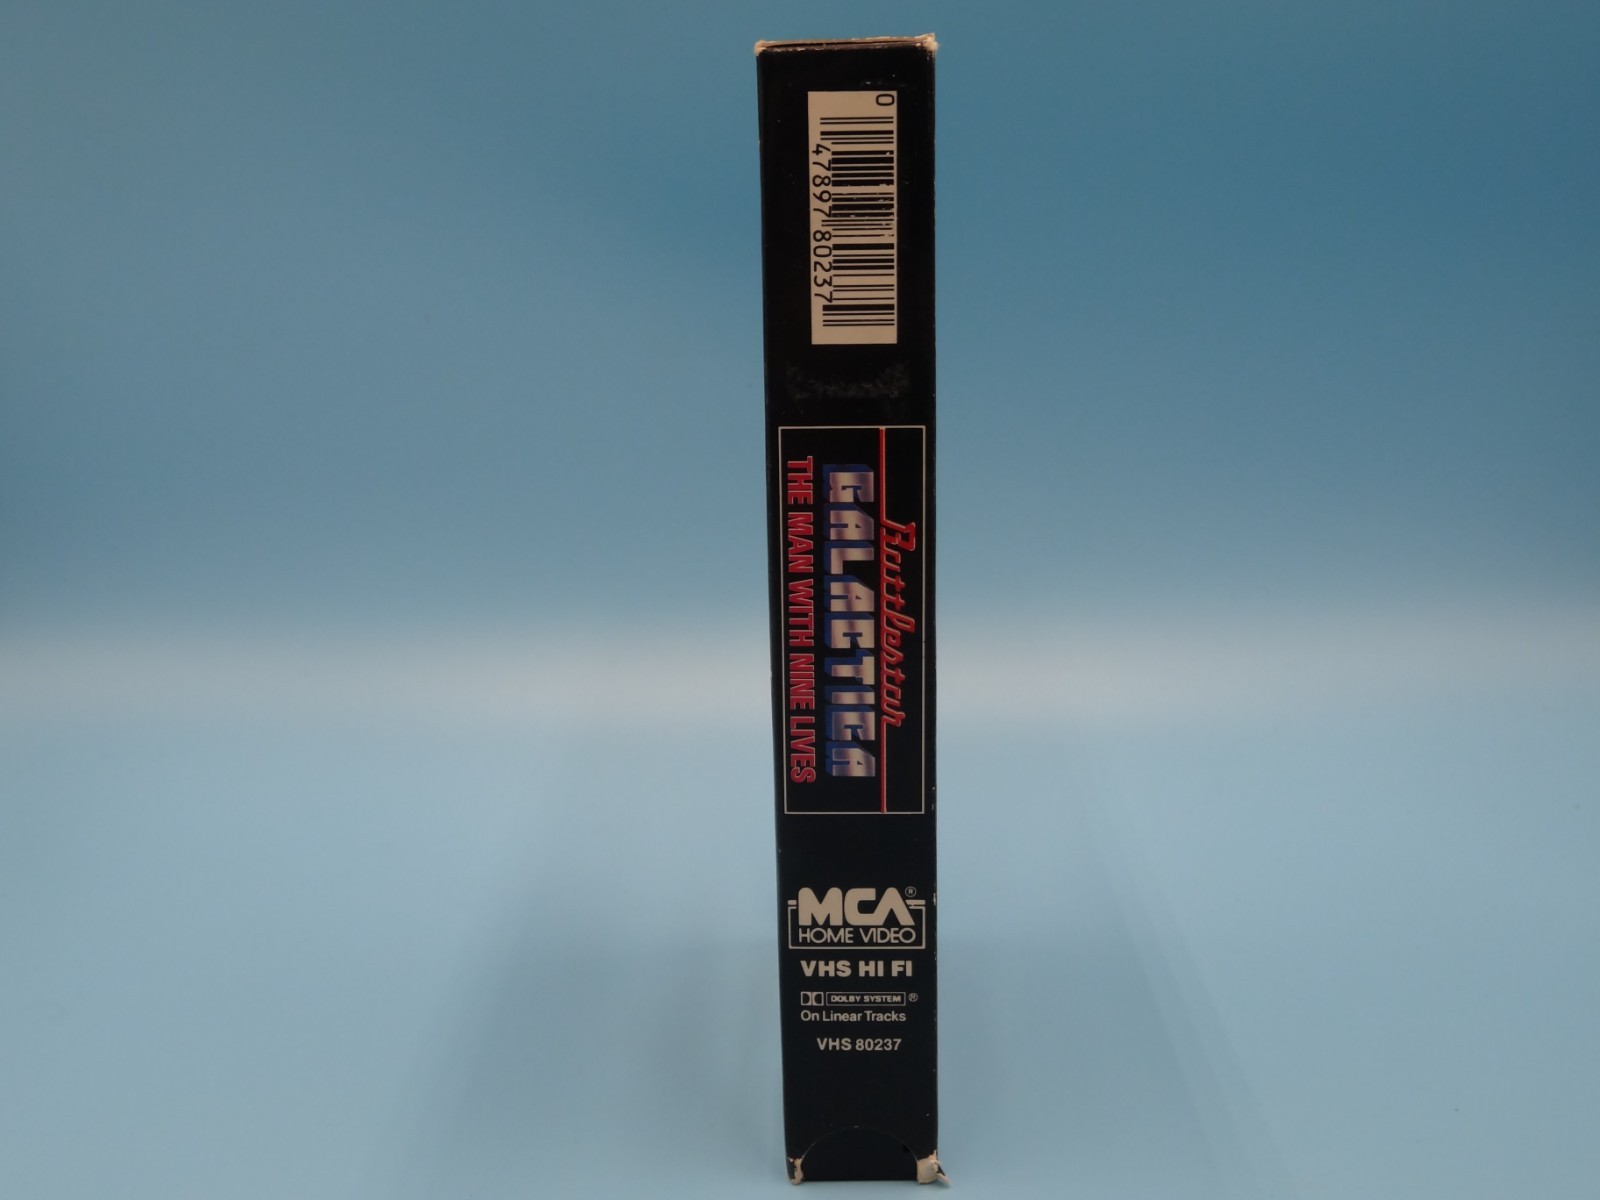 0
47897 80237
Battlestar
GALACTICA
THE MAN WITH NINE LIVES
MCA®
HOME VIDEO
VHS HI FI
DOLBY SYSTEM ®
On Linear Tracks
VHS 80237